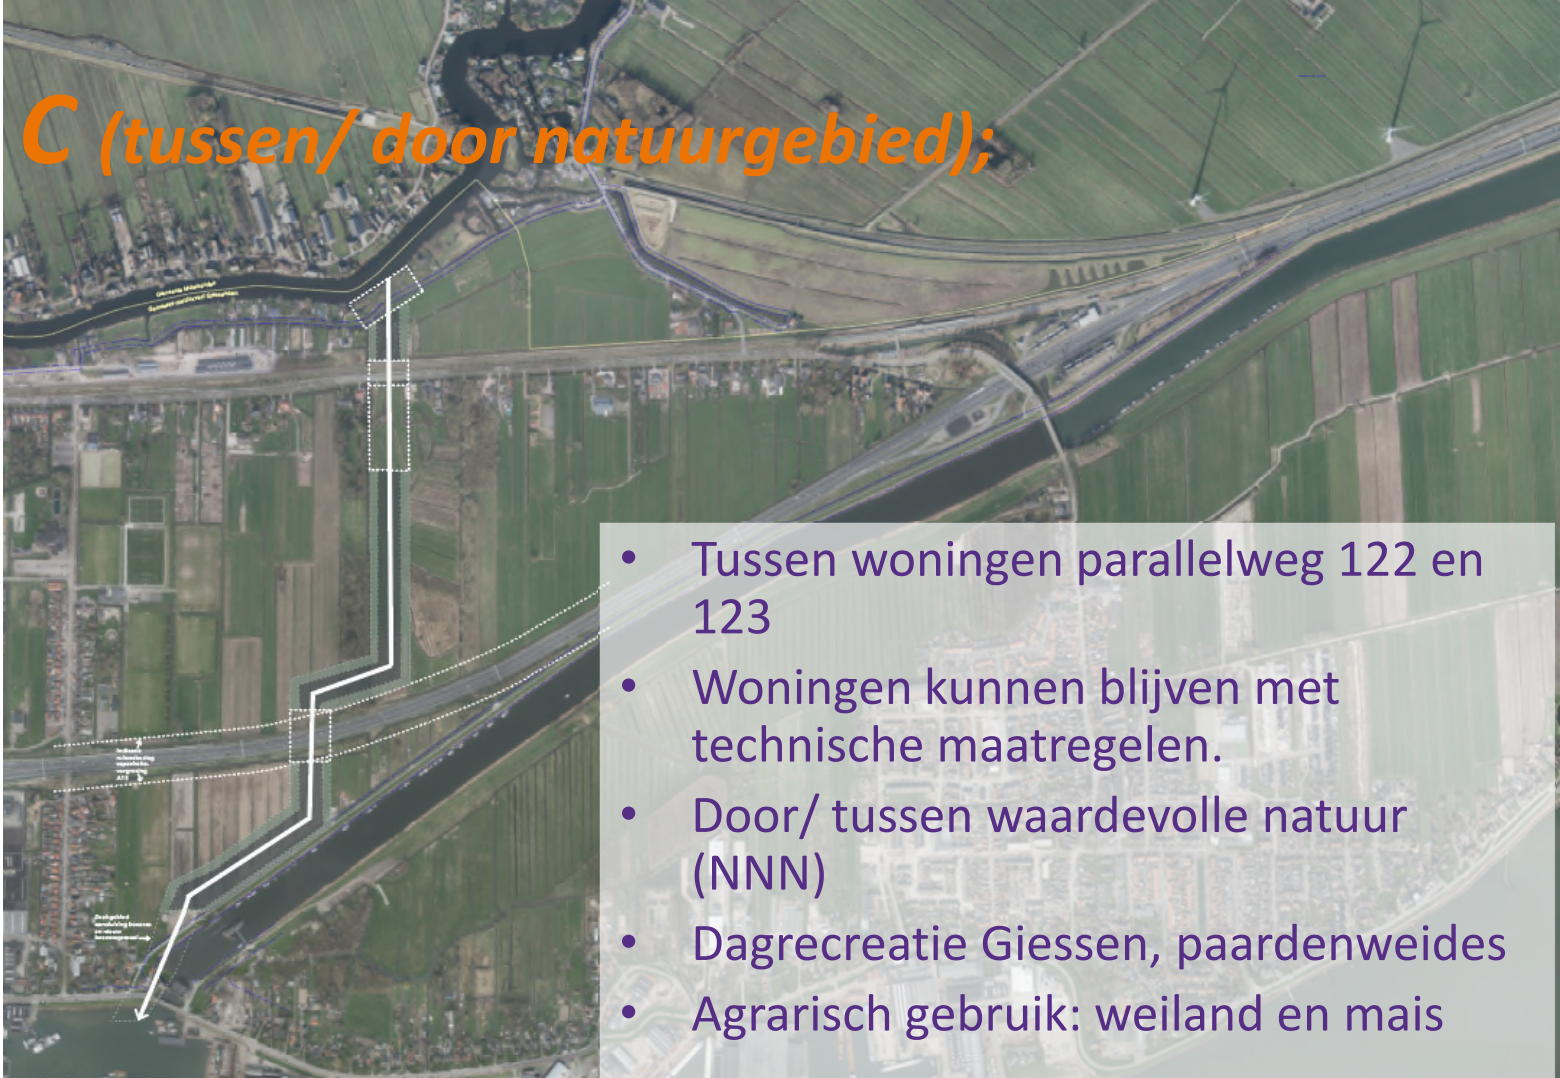 C (tussen/ door natuurgebied);
• Tussen woningen parallelweg 122 en
123
• Woningen kunnen blijven met
technische maatregelen.
• Door/ tussen waardevolle natuur
(NNN)
• Dagrecreatie Giessen, paardenweides
• Agrarisch gebruik: weiland en mais